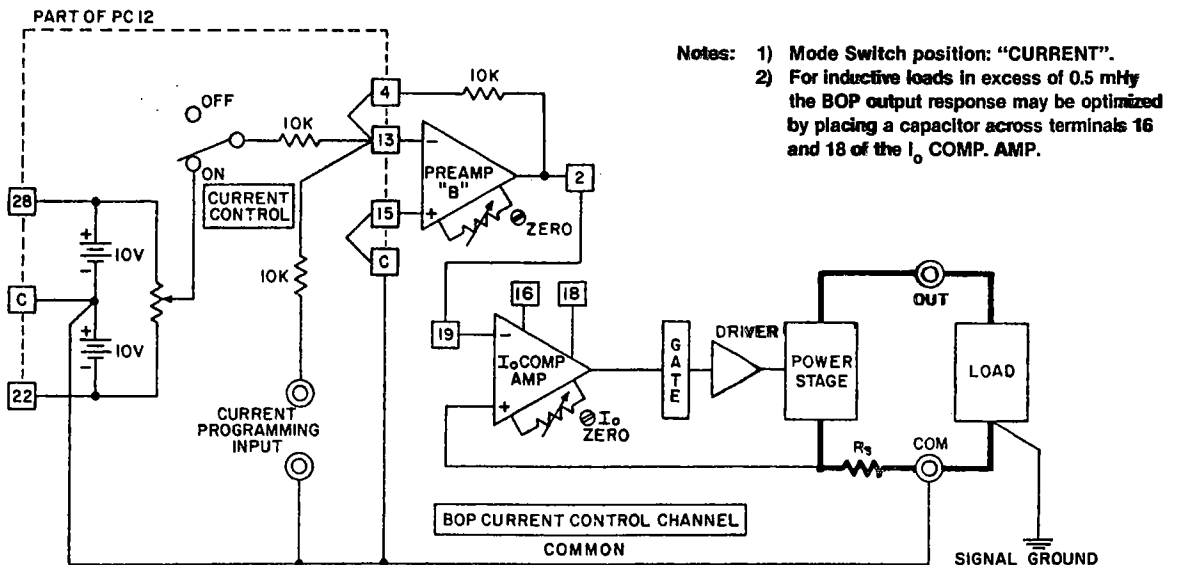 PART OF PC 12
Notes: 1) Mode Switch position: "CURRENT".
2) For inductive loads in excess of 0.5 mHy
the BOP output response may be optimized
by placing a capacitor across terminals 16
and 18 of the Io COMP. AMP.
4
10K
OFF
10K
13
-
PREAMP
"B"
2
ON
28
CURRENT
CONTROL
15
+
ZERO
+
10V
-
10K
C
C
16
18
OUT
+
10V
-
19
-
Io COMP
AMP
+
GATE
DRIVER
POWER
STAGE
LOAD
22
Io
ZERO
CURRENT
PROGRAMMING
INPUT
Rs
COM
BOP CURRENT CONTROL CHANNEL
COMMON
SIGNAL GROUND